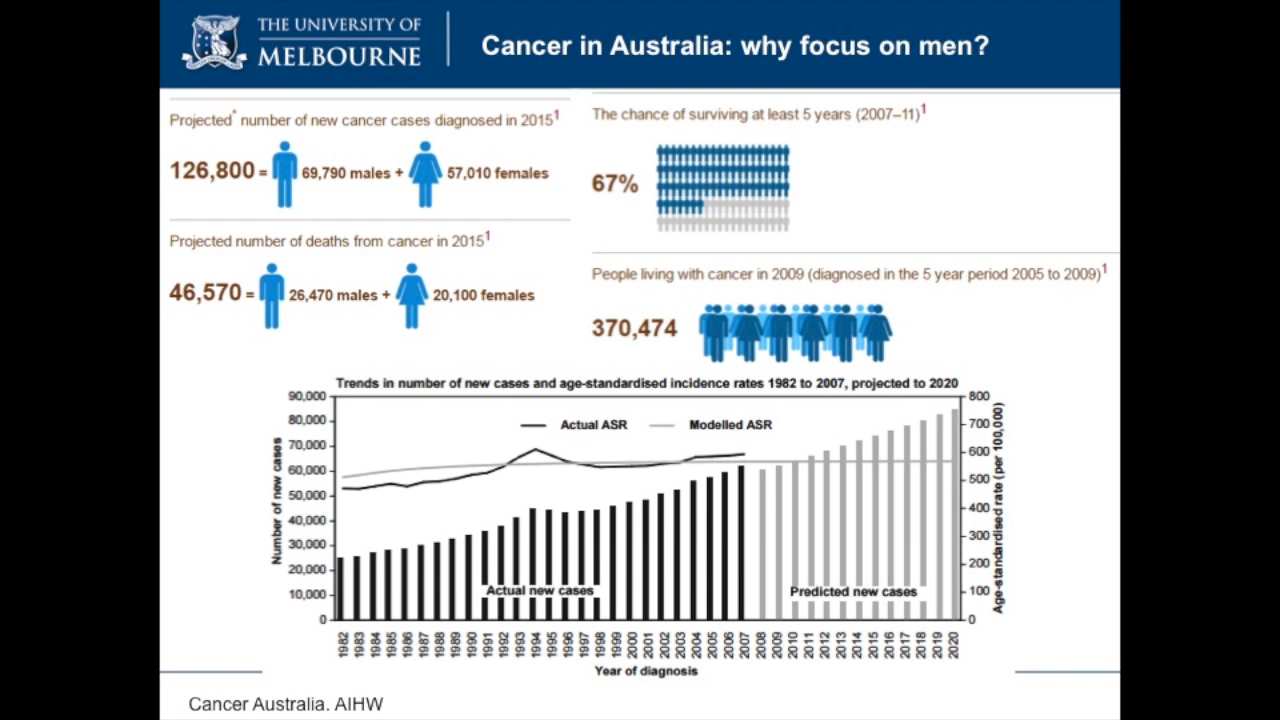 THE UNIVERSITY OF
MELBOURNE
Cancer in Australia: why focus on men?
Projected* number of new cancer cases diagnosed in 2015¹
126,800 = 69,790 males + 57,010 females
Projected number of deaths from cancer in 2015¹
46,570 = 26,470 males + 20,100 females
The chance of surviving at least 5 years (2007–11)¹
67%
People living with cancer in 2009 (diagnosed in the 5 year period 2005 to 2009)¹
370,474
Trends in number of new cases and age-standardised incidence rates 1982 to 2007, projected to 2020
Number of new cases
90,000
80,000
70,000
60,000
50,000
40,000
30,000
20,000
10,000
0
Actual ASR
Modelled ASR
Actual new cases
Predicted new cases
800
700
600
500
400
300
200
100
0
Age-standardised rate (per 100,000)
1982 1983 1984 1985 1986 1987 1988 1989 1990 1991 1992 1993 1994 1995 1996 1997 1998 1999 2000 2001 2002 2003 2004 2005 2006 2007 2008 2009 2010 2011 2012 2013 2014 2015 2016 2017 2018 2019 2020
Year of diagnosis
Cancer Australia. AIHW